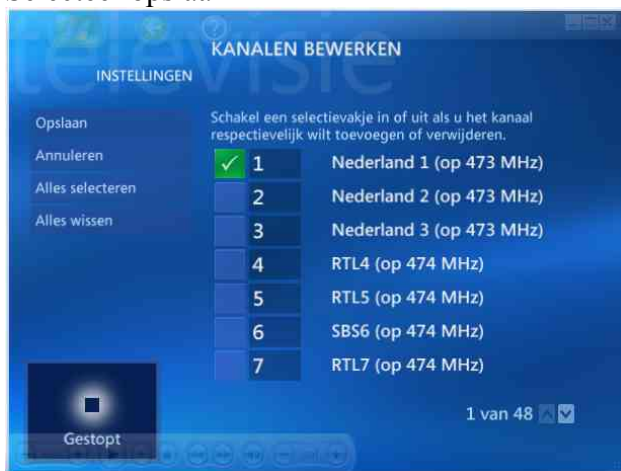 televisie
KANALEN BEWERKEN
INSTELLINGEN
Opslaan
Annuleren
Alles selecteren
Alles wissen
Schakel een selectievakje in of uit als u het kanaal
respectievelijk wilt toevoegen of verwijderen.
1 Nederland 1 (op 473 MHz)
2 Nederland 2 (op 473 MHz)
3 Nederland 3 (op 473 MHz)
4 RTL4 (op 474 MHz)
5 RTL5 (op 474 MHz)
6 SBS6 (op 474 MHz)
7 RTL7 (op 474 MHz)
1 van 48
Gestopt